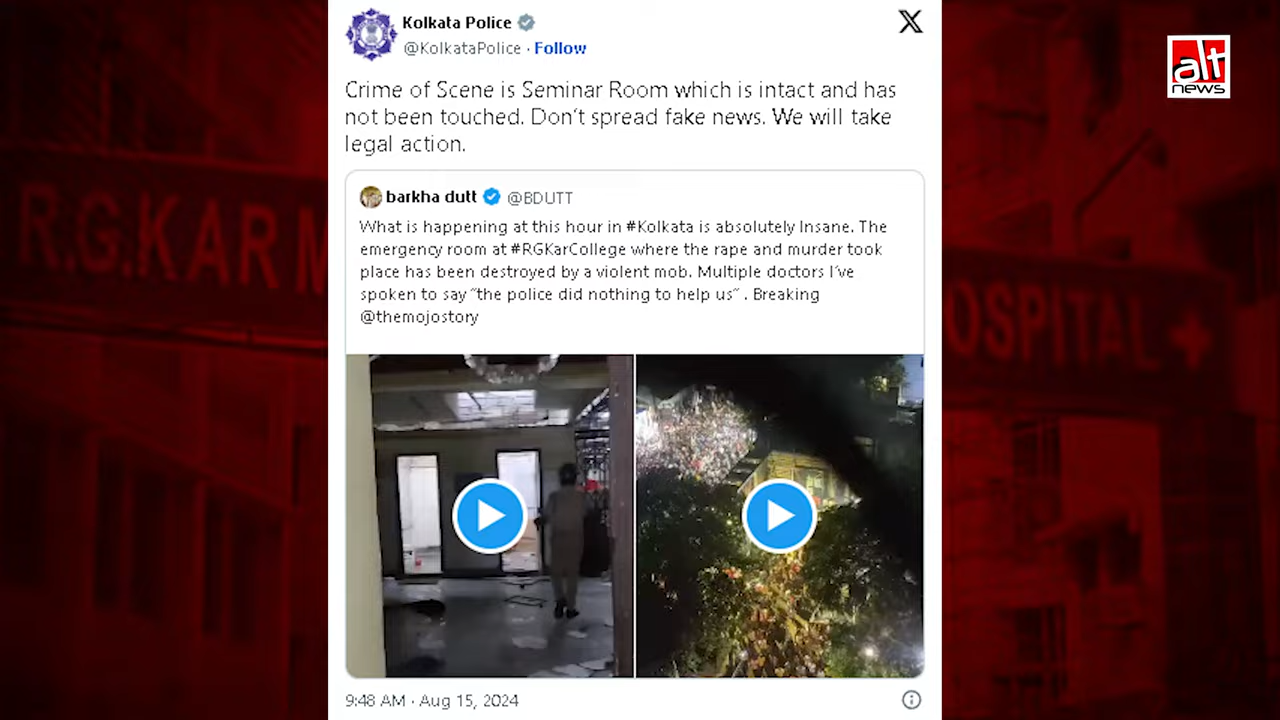 Kolkata Police
@KolkataPolice · Follow
X
alt
news
Crime of Scene is Seminar Room which is intact and has
not been touched. Don't spread fake news. We will take
legal action.
barkha dutt @BDUTT
What is happening at this hour in #Kolkata is absolutely Insane. The
emergency room at #RGKarCollege where the rape and murder took
place has been destroyed by a violent mob. Multiple doctors I've
spoken to say "the police did nothing to help us" . Breaking
@themojostory
R.G.KAR M
OSPITAL +
9:48 AM · Aug 15, 2024